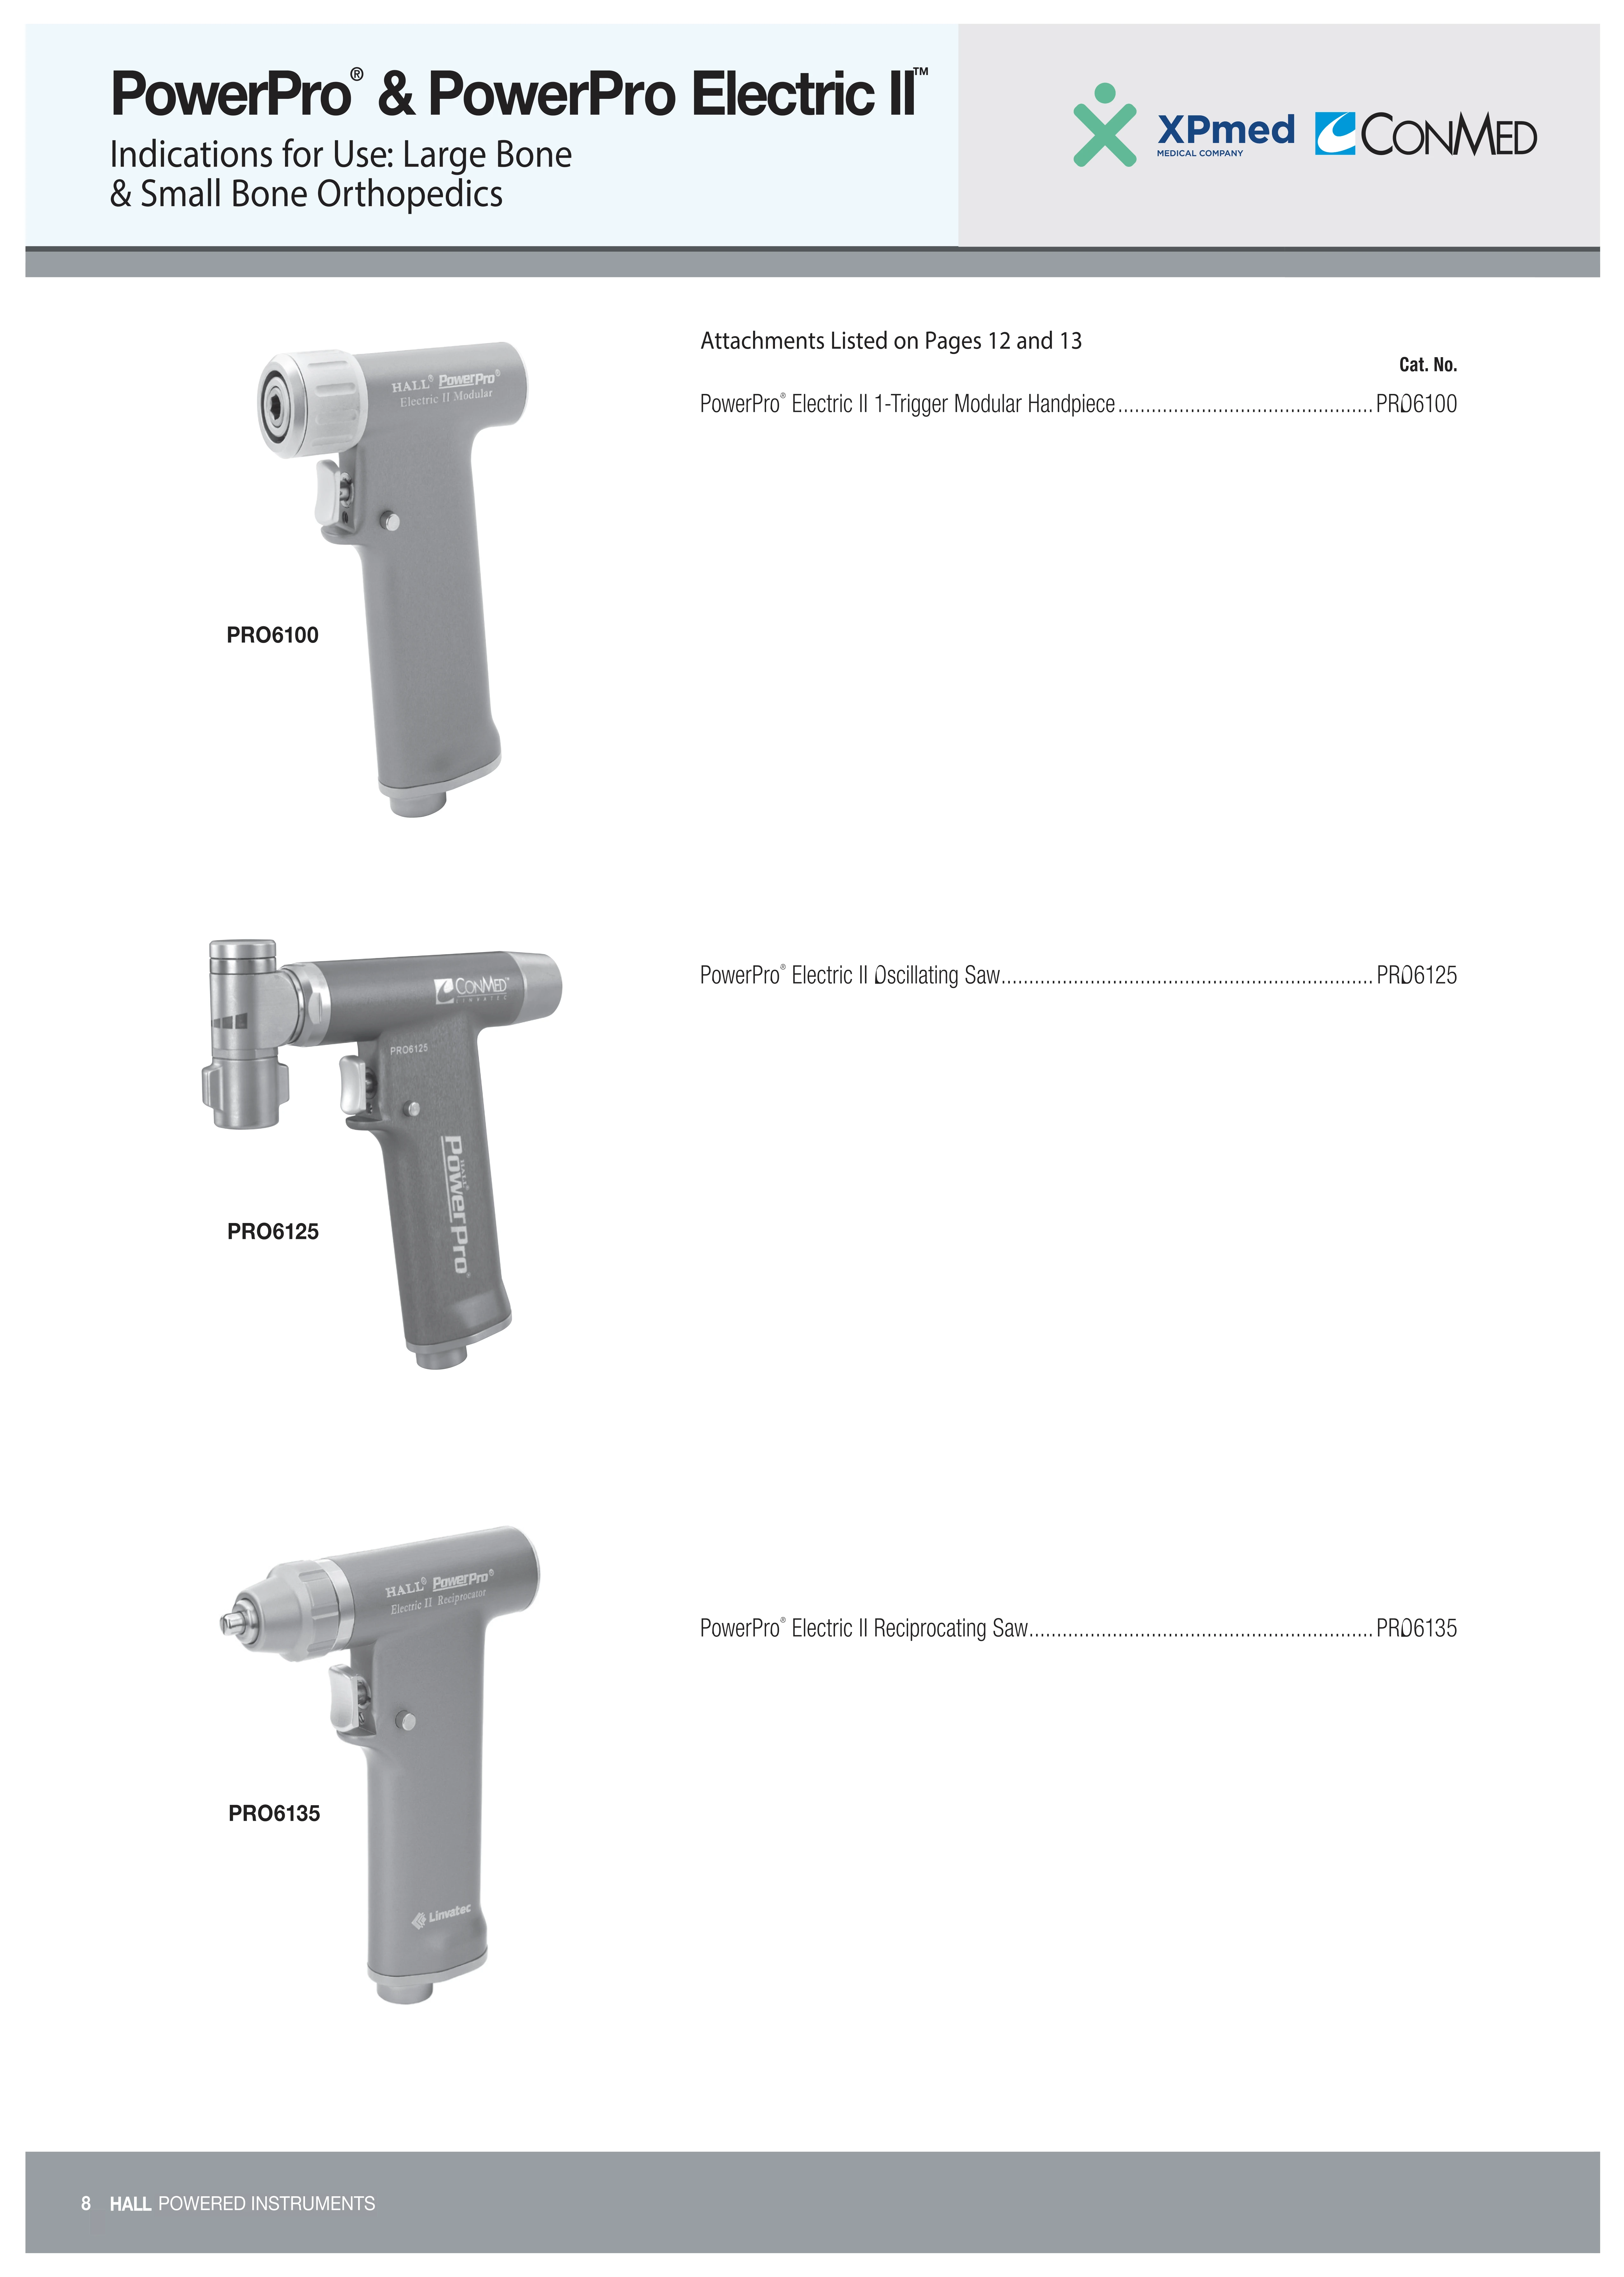 PowerPro® & PowerPro Electric II™
Indications for Use: Large Bone
& Small Bone Orthopedics
XPmed
MEDICAL COMPANY
CONMED
Attachments Listed on Pages 12 and 13
Cat. No.
PowerPro® Electric II 1-Trigger Modular Handpiece.............................................. PRO6100
HALL® PowerPro®
Electric II Modular
PRO6100
PowerPro® Electric II Oscillating Saw................................................................... PRO6125
CONMED™
LINVATEC
PRO6125
HALL®
PowerPro®
PRO6125
PowerPro® Electric II Reciprocating Saw.............................................................. PRO6135
HALL® PowerPro®
Electric II Reciprocator
PRO6135
Linvatec
8 HALL POWERED INSTRUMENTS